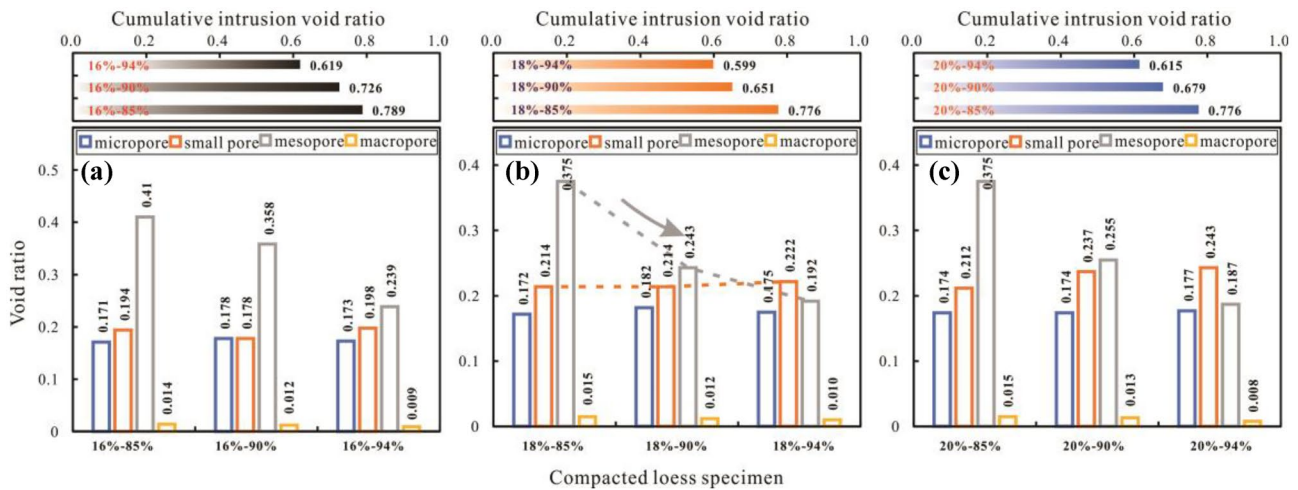 Cumulative intrusion void ratio
0.0 0.2 0.4 0.6 0.8 1.0
16%-94% 0.619
16%-90% 0.726
16%-85% 0.789
micropore small pore mesopore macropore
(a)
Void ratio
0.5
0.4
0.3
0.2
0.1
0
0.171 0.194 0.41 0.014
0.178 0.178 0.358 0.012
0.173 0.198 0.239 0.009
16%-85% 16%-90% 16%-94%
Cumulative intrusion void ratio
0.0 0.2 0.4 0.6 0.8 1.0
18%-94% 0.599
18%-90% 0.651
18%-85% 0.776
micropore small pore mesopore macropore
(b)
0.4
0.3
0.2
0.1
0
0.172 0.214 0.375 0.015
0.182 0.214 0.243 0.012
0.175 0.222 0.192 0.010
18%-85% 18%-90% 18%-94%
Cumulative intrusion void ratio
0.0 0.2 0.4 0.6 0.8 1.0
20%-94% 0.615
20%-90% 0.679
20%-85% 0.776
micropore small pore mesopore macropore
(c)
0.4
0.3
0.2
0.1
0
0.174 0.212 0.375 0.015
0.174 0.237 0.255 0.013
0.177 0.243 0.187 0.008
20%-85% 20%-90% 20%-94%
Compacted loess specimen